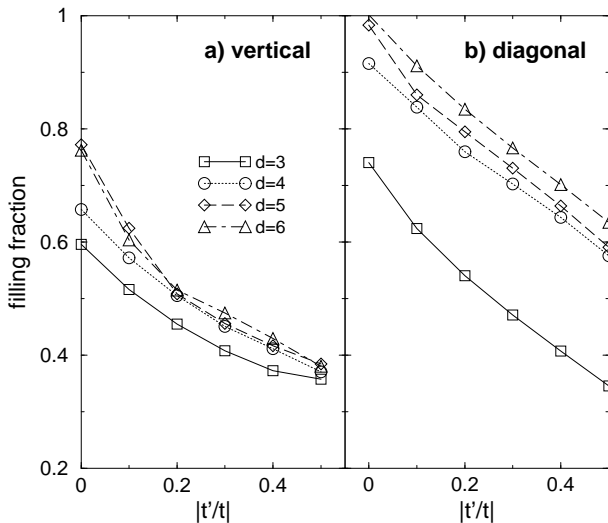 a) vertical
b) diagonal
filling fraction
1
0.8
0.6
0.4
0.2
d=3
d=4
d=5
d=6
0 0.2 0.4 0 0.2 0.4
|t'/t| |t'/t|